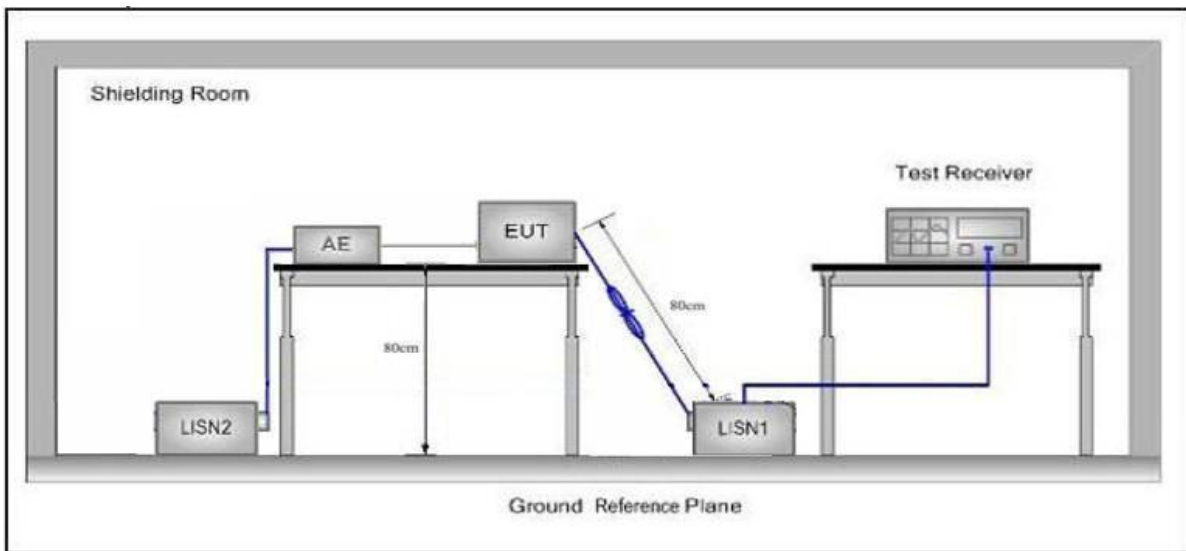 Shielding Room
Test Receiver
AE
EUT
80cm
80cm
LISN2
LISN1
Ground Reference Plane